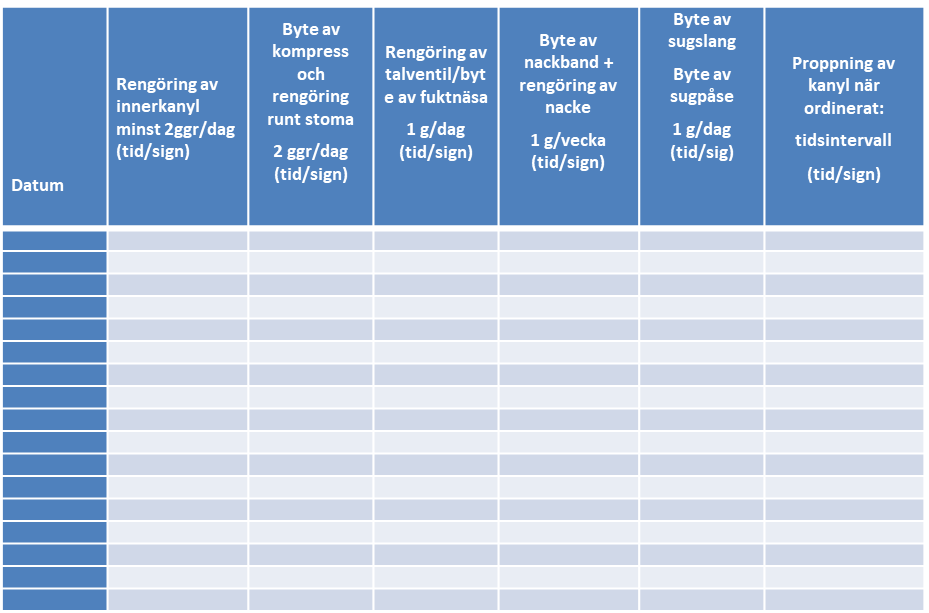 Datum
Rengöring av
innerkanyl
minst 2ggr/dag
(tid/sign)
Byte av
kompress
och
rengöring
runt stoma
2 ggr/dag
(tid/sign)
Rengöring av
talventil/byt
e av fuktnäsa
1 g/dag
(tid/sign)
Byte av
nackband +
rengöring av
nacke
1 g/vecka
(tid/sign)
Byte av
sugslang
Byte av
sugpåse
1 g/dag
(tid/sig)
Proppning av
kanyl när
ordinerat:
tidsintervall
(tid/sign)